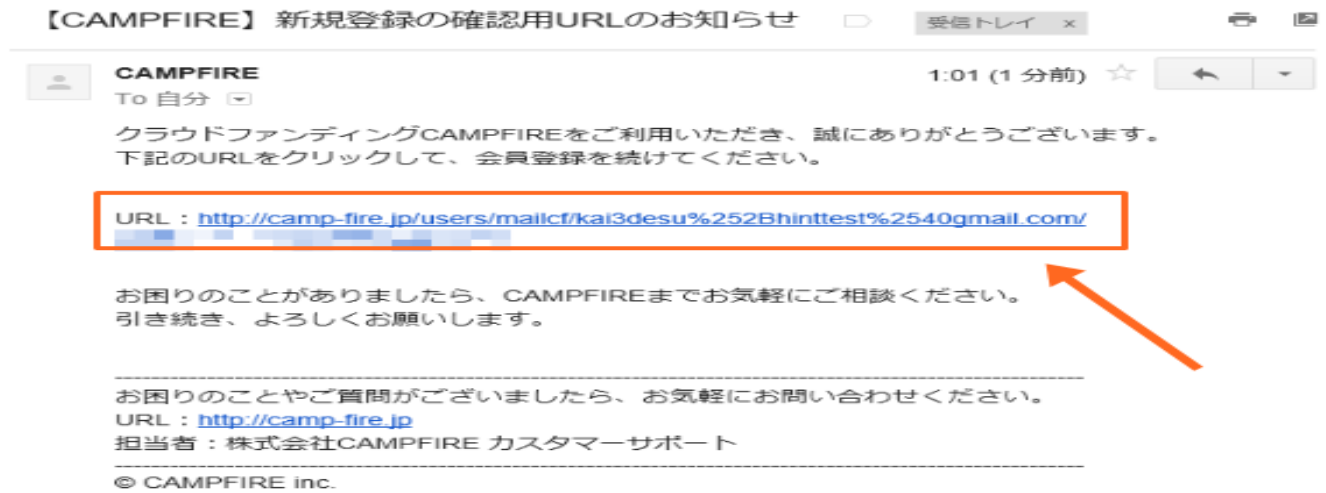 【CAMPFIRE】新規登録の確認用URLのお知らせ
受信トレイ ×
CAMPFIRE
1:01 (1 分前)
To 自分
クラウドファンディングCAMPFIREをご利用いただき、誠にありがとうございます。
下記のURLをクリックして、会員登録を続けてください。
URL：http://camp-fire.jp/users/mailcf/kai3desu%252Bhinttest%2540gmail.com/
お困りのことがありましたら、CAMPFIREまでお気軽にご相談ください。
引き続き、よろしくお願いします。
お困りのことやご質問がございましたら、お気軽にお問い合わせください。
URL：http://camp-fire.jp
担当者：株式会社CAMPFIRE カスタマーサポート
© CAMPFIRE inc.